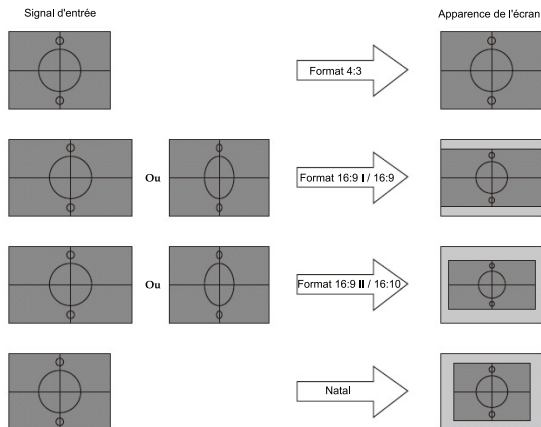 Signal d'entrée
Apparence de l'écran
Format 4:3
Ou
Format 16:9 I / 16:9
Ou
Format 16:9 II / 16:10
Natal